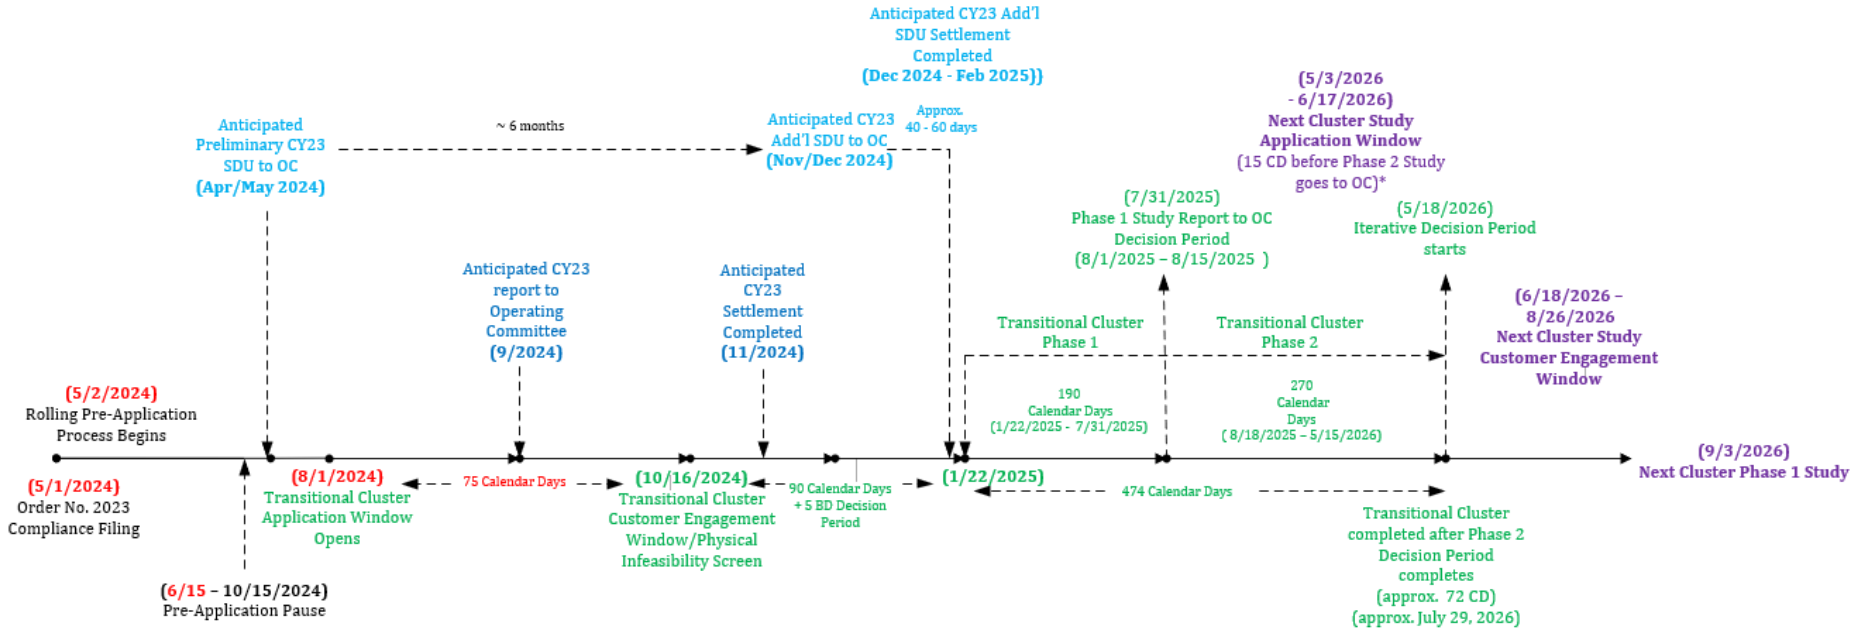 Anticipated CY23 Add'l
SDU Settlement
Completed
(Dec 2024 - Feb 2025))
(5/3/2026
- 6/17/2026)
Next Cluster Study
Application Window
(15 CD before Phase 2 Study
goes to OC)*
Anticipated
Preliminary CY23
SDU to OC
(Apr/May 2024)
~ 6 months
Anticipated CY23
Add'l SDU to OC
(Nov/Dec 2024)
Approx.
40 - 60 days
(7/31/2025)
Phase 1 Study Report to OC
Decision Period
(8/1/2025 – 8/15/2025 )
(5/18/2026)
Iterative Decision Period
starts
Anticipated CY23
report to
Operating
Committee
(9/2024)
Anticipated
CY23
Settlement
Completed
(11/2024)
(6/18/2026 –
8/26/2026
Next Cluster Study
Customer Engagement
Window
Transitional Cluster
Phase 1
Transitional Cluster
Phase 2
190
Calendar Days
(1/22/2025 - 7/31/2025)
270
Calendar
Days
( 8/18/2025 – 5/15/2026)
(5/2/2024)
Rolling Pre-Application
Process Begins
(5/1/2024)
Order No. 2023
Compliance Filing
(8/1/2024)
Transitional Cluster
Application Window
Opens
75 Calendar Days
(10/16/2024)
Transitional Cluster
Customer Engagement
Window/Physical
Infeasibility Screen
90 Calendar Days
+ 5 BD Decision
Period
(1/22/2025)
474 Calendar Days
(9/3/2026)
Next Cluster Phase 1 Study
Transitional Cluster
completed after Phase 2
Decision Period
completes
(approx. 72 CD)
(approx. July 29, 2026)
(6/15 – 10/15/2024)
Pre-Application Pause